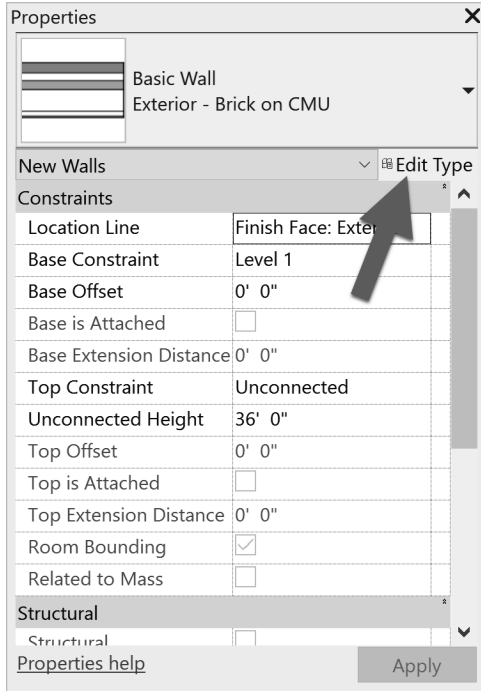 Properties
Basic Wall
Exterior - Brick on CMU
New Walls Edit Type
Constraints
Location Line Finish Face:
Base Constraint Level 1
Base Offset 0' 0"
Base is Attached
Base Extension Distance 0' 0"
Top Constraint Unconnected
Unconnected Height 36' 0"
Top Offset 0' 0"
Top is Attached
Top Extension Distance 0' 0"
Room Bounding
Related to Mass
Structural
Structural
Properties help Apply